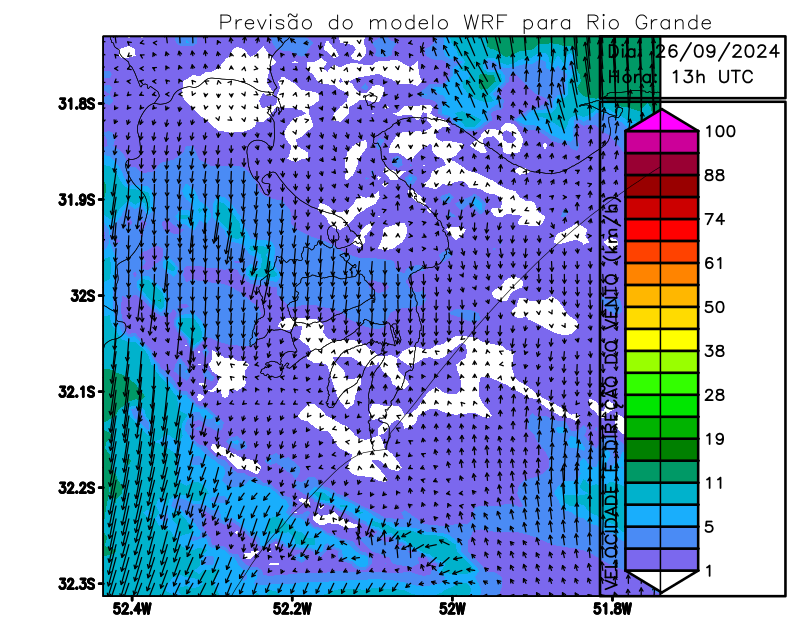 Previsão do modelo WRF para Rio Grande
Dia: 26/09/2024
Hora: 13h UTC
VELOCIDADE E DIREÇÃO DO VENTO (km/h)
100
88
74
61
50
38
28
19
11
5
1
31.8S
31.9S
32S
32.1S
32.2S
32.3S
52.4W
52.2W
52W
51.8W